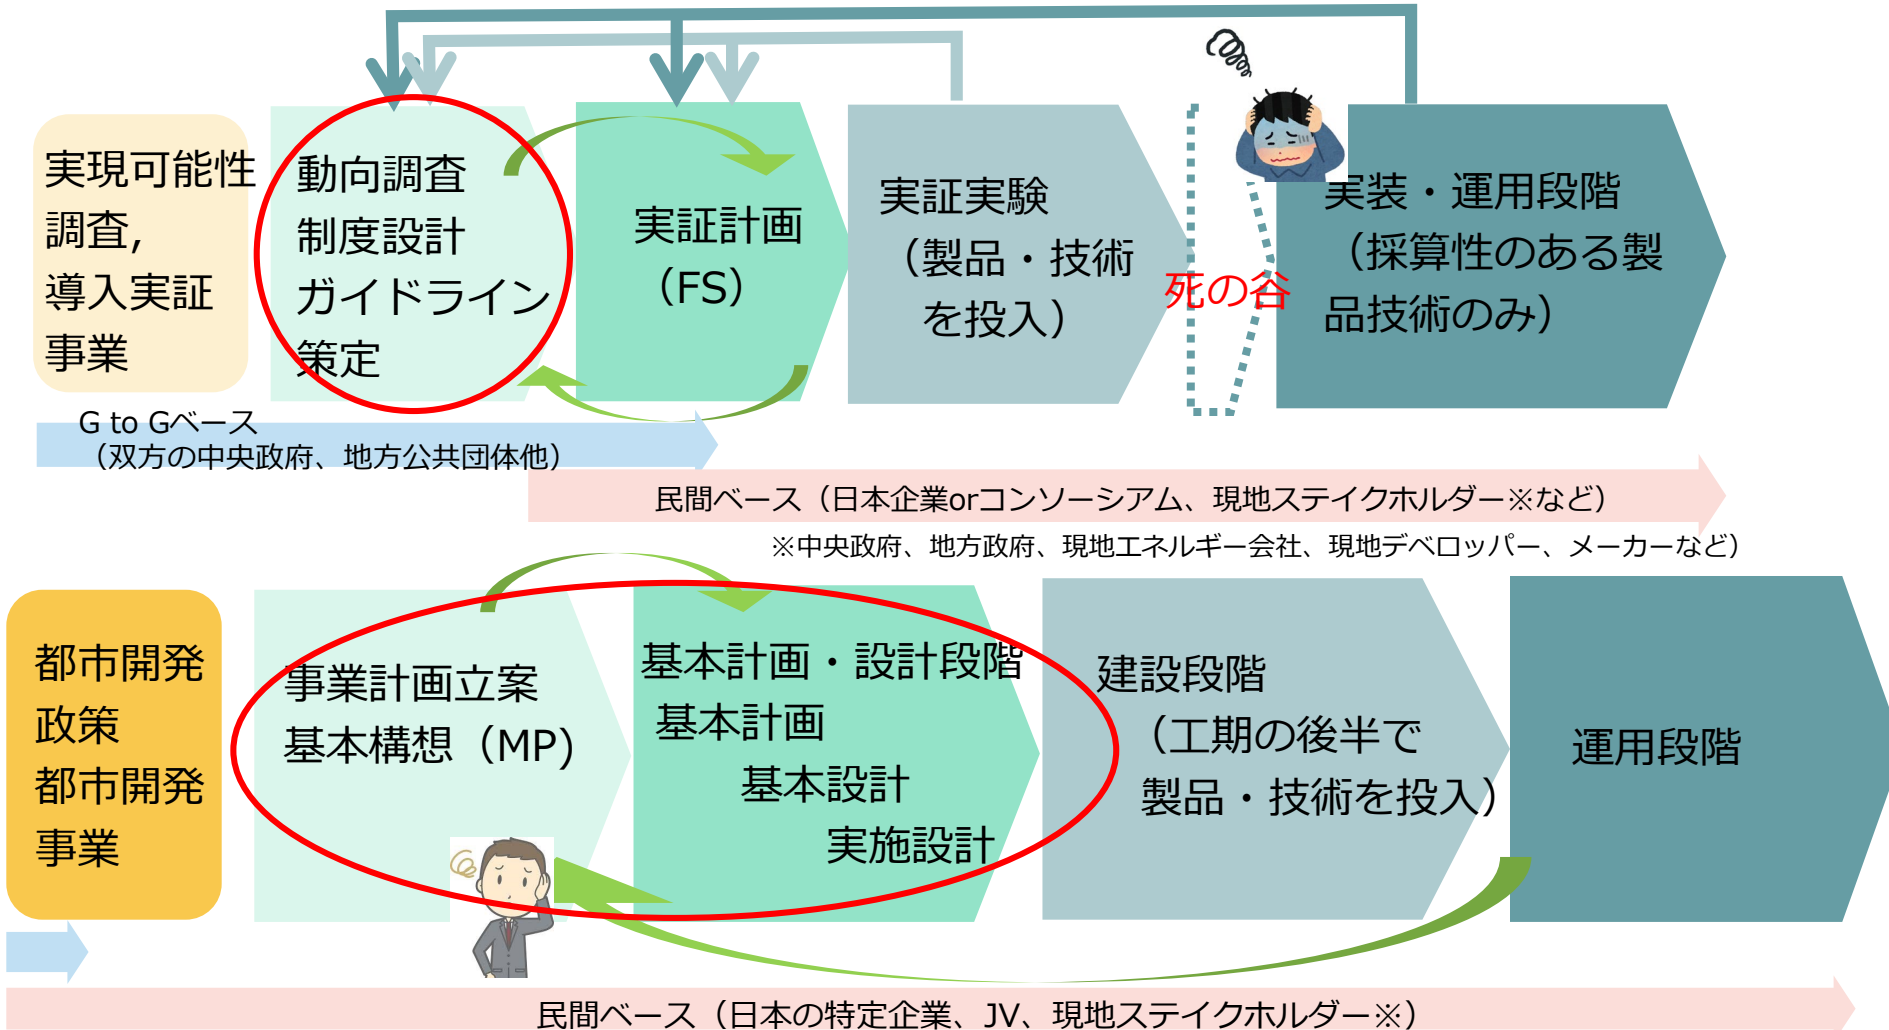 実現可能性
調査,
導入実証
事業
動向調査
制度設計
ガイドライン
策定
実証計画
（FS）
実証実験
（製品・技術
を投入）
死の谷
実装・運用段階
（採算性のある製
品技術のみ）
G to Gベース
（双方の中央政府、地方公共団体他）
民間ベース（日本企業orコンソーシアム、現地ステイクホルダー※など）
※中央政府、地方政府、現地エネルギー会社、現地デベロッパー、メーカーなど）
都市開発
政策
都市開発
事業
事業計画立案
基本構想（MP)
基本計画・設計段階
基本計画
基本設計
実施設計
建設段階
（工期の後半で
製品・技術を投入）
運用段階
民間ベース（日本の特定企業、JV、現地ステイクホルダー※）